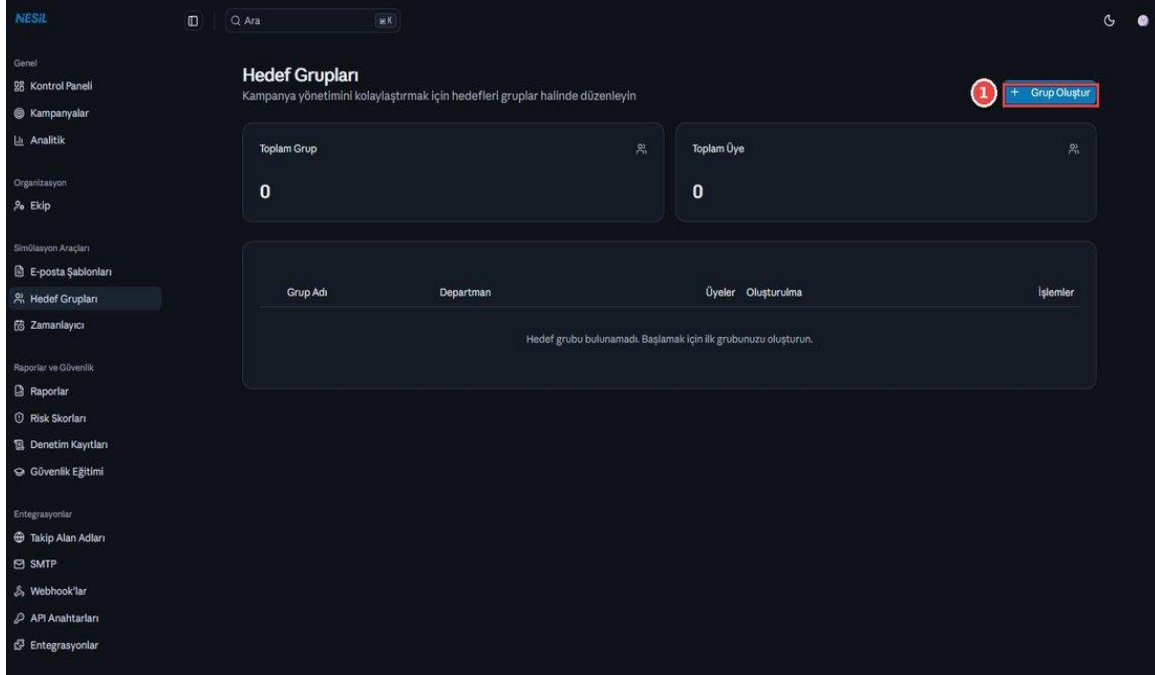 NESİL
Ara
⌘ K
Genel
Kontrol Paneli
Kampanyalar
Analitik
Organizasyon
Ekip
Simülasyon Araçları
E-posta Şablonları
Hedef Grupları
Zamanlayıcı
Raporlar ve Güvenlik
Raporlar
Risk Skorları
Denetim Kayıtları
Güvenlik Eğitimi
Entegrasyonlar
Takip Alan Adları
SMTP
Webhook'lar
API Anahtarları
Entegrasyonlar
Hedef Grupları
Kampanya yönetimini kolaylaştırmak için hedefleri gruplar halinde düzenleyin
1
+ Grup Oluştur
Toplam Grup
0
Toplam Üye
0
Grup Adı Departman Üyeler Oluşturulma İşlemler
Hedef grubu bulunamadı. Başlamak için ilk grubunuzu oluşturun.